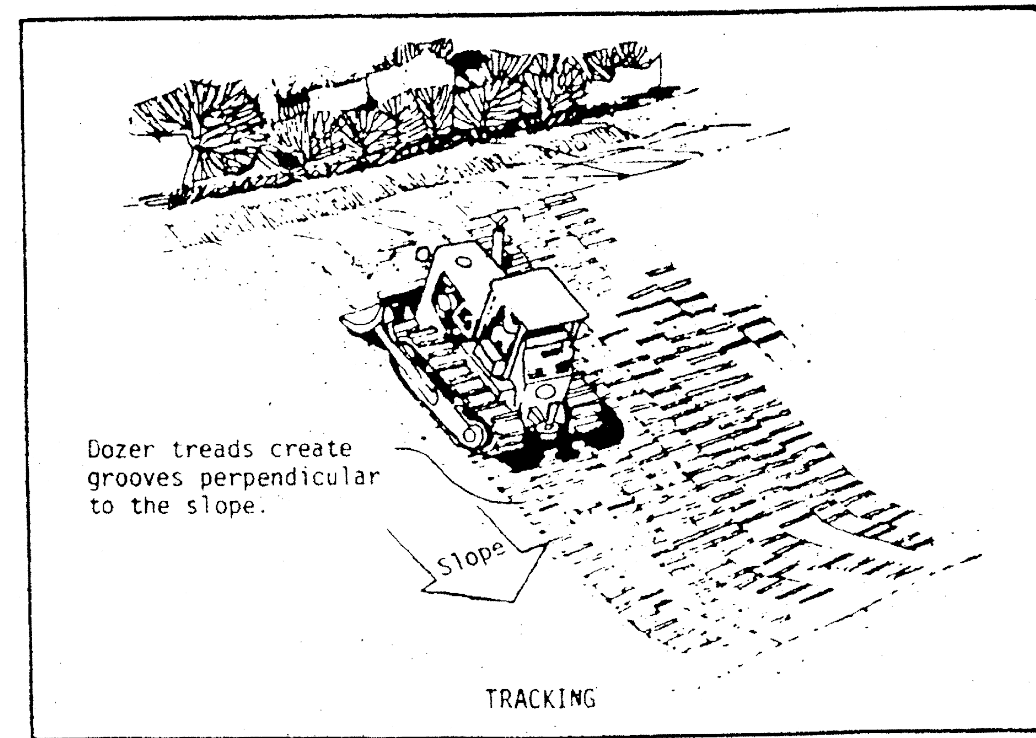 Dozer treads create
grooves perpendicular
to the slope.
Slope
TRACKING